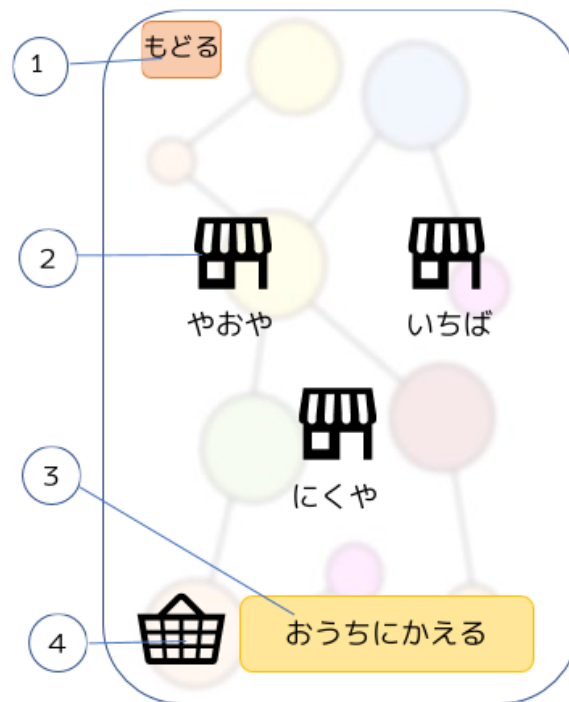 ① もどる
② やおや
いちば
にくや
③ おうちにかえる
④